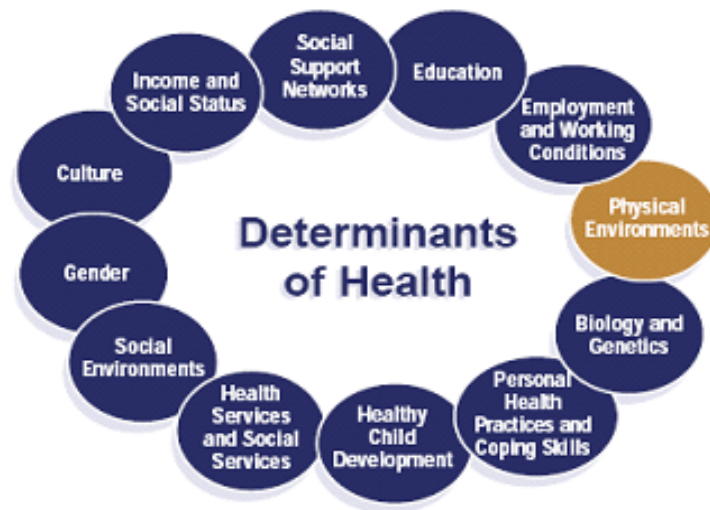 Determinants
of Health
Social
Support
Networks
Education
Employment
and Working
Conditions
Physical
Environments
Biology and
Genetics
Personal
Health
Practices and
Coping Skills
Healthy
Child
Development
Health
Services
and Social
Services
Social
Environments
Gender
Culture
Income and
Social Status